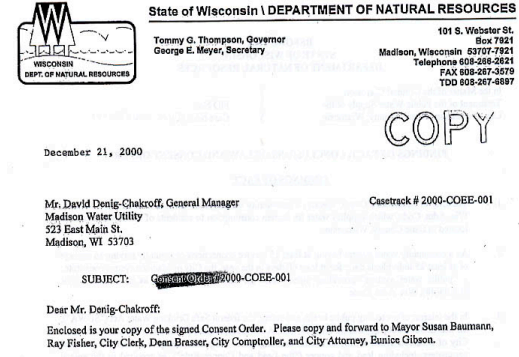 State of Wisconsin \ DEPARTMENT OF NATURAL RESOURCES
Tommy G. Thompson, Governor
George E. Meyer, Secretary
101 S. Webster St.
Box 7921
Madison, Wisconsin 53707-7921
Telephone 608-266-2621
FAX 608-267-3579
TDD 608-267-6897
WISCONSIN
DEPT. OF NATURAL RESOURCES
COPY
December 21, 2000
Mr. David Denig-Chakroff, General Manager
Casetrack # 2000-COEE-001
Madison Water Utility
523 East Main St.
Madison, WI 53703
SUBJECT: Consent Order #2000-COEE-001
Dear Mr. Denig-Chakroff:
Enclosed is your copy of the signed Consent Order. Please copy and forward to Mayor Susan Baumann,
Ray Fisher, City Clerk, Dean Brasser, City Comptroller, and City Attorney, Eunice Gibson.